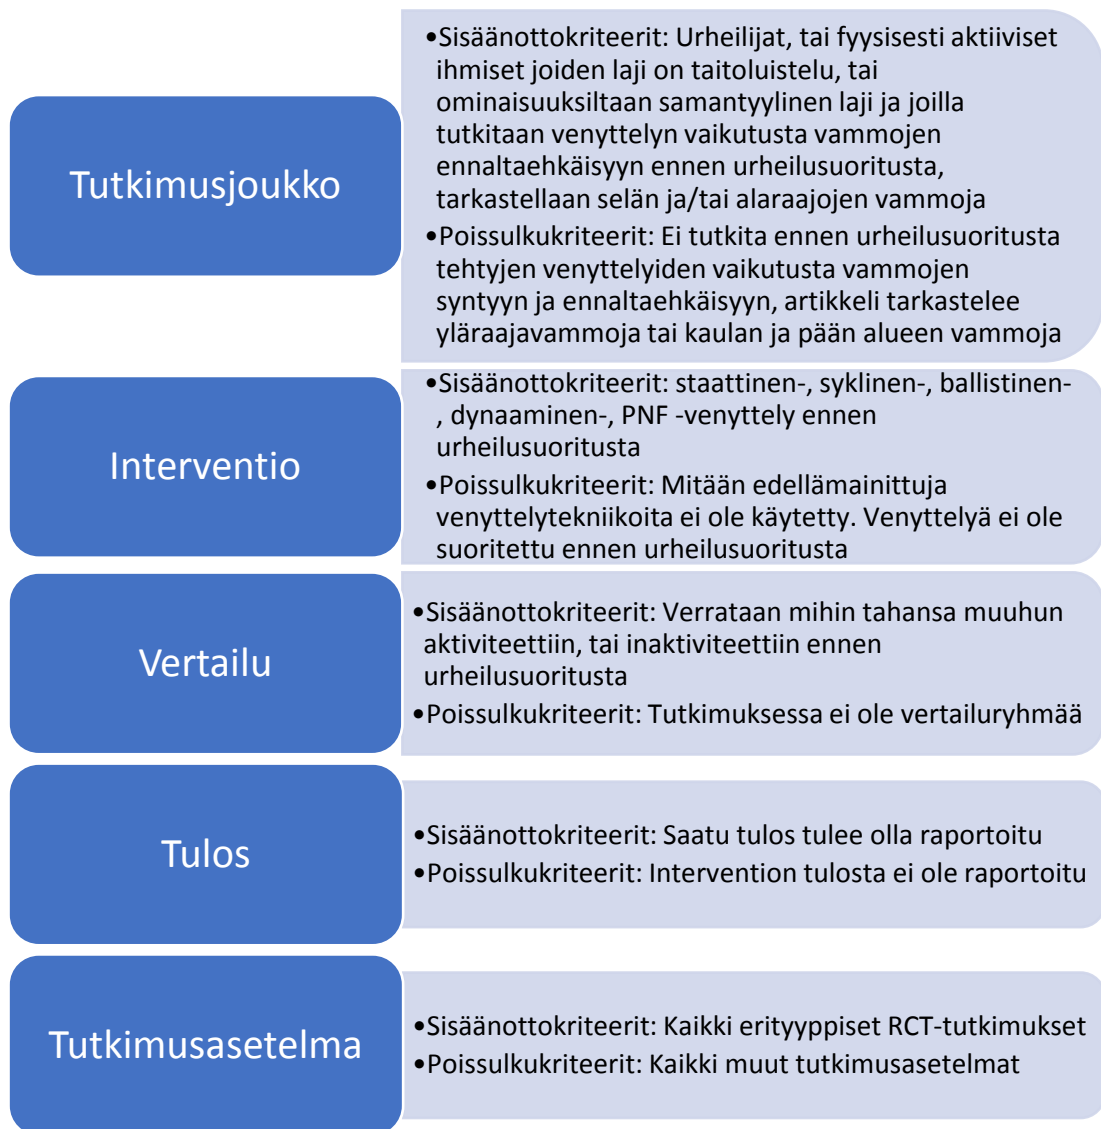 Tutkimusjoukko
•Sisäänottokriteerit: Urheilijat, tai fyysisesti aktiiviset
ihmiset joiden laji on taitoluistelu, tai
ominaisuuksiltaan samantyylinen laji ja joilla
tutkitaan venyttelyn vaikutusta vammojen
ennaltaehkäisyyn ennen urheilusuoritusta,
tarkastellaan selän ja/tai alaraajojen vammoja
•Poissulkukriteerit: Ei tutkita ennen urheilusuoritusta
tehtyjen venyttelyiden vaikutusta vammojen
syntyyn ja ennaltaehkäisyyn, artikkeli tarkastelee
yläraajavammoja tai kaulan ja pään alueen vammoja
Interventio
•Sisäänottokriteerit: staattinen-, syklinen-, ballistinen-
, dynaaminen-, PNF -venyttely ennen
urheilusuoritusta
•Poissulkukriteerit: Mitään edellämainittuja
venyttelytekniikoita ei ole käytetty. Venyttelyä ei ole
suoritettu ennen urheilusuoritusta
Vertailu
•Sisäänottokriteerit: Verrataan mihin tahansa muuhun
aktiviteettiin, tai inaktiviteettiin ennen
urheilusuoritusta
•Poissulkukriteerit: Tutkimuksessa ei ole vertailuryhmää
Tulos
•Sisäänottokriteerit: Saatu tulos tulee olla raportoitu
•Poissulkukriteerit: Intervention tulosta ei ole raportoitu
Tutkimusasetelma
•Sisäänottokriteerit: Kaikki erityyppiset RCT-tutkimukset
•Poissulkukriteerit: Kaikki muut tutkimusasetelmat